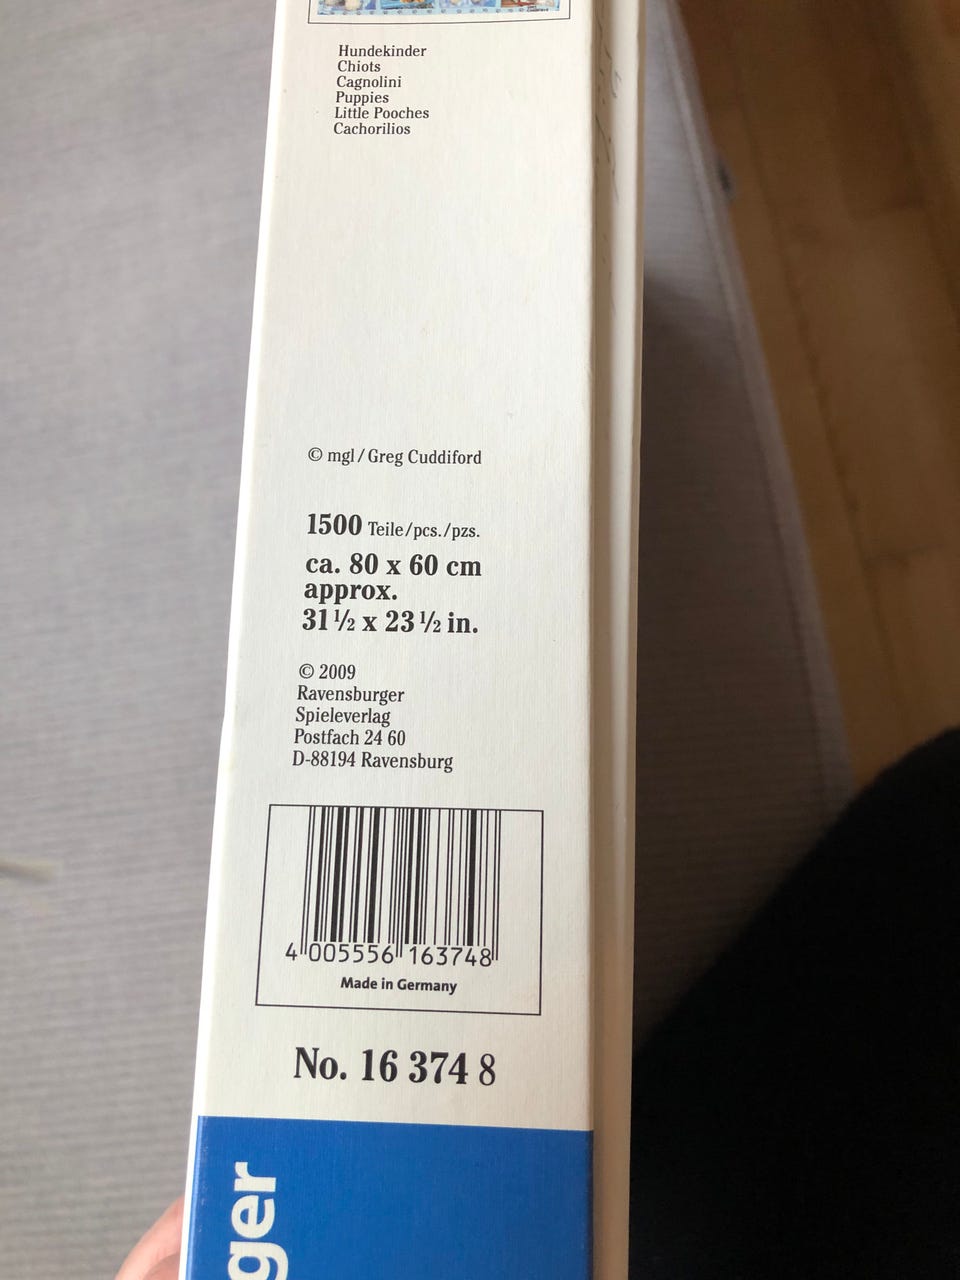 Hundekinder
Chiots
Cagnolini
Puppies
Little Pooches
Cachorilios
© mgl/Greg Cuddiford
1500 Teile/pcs./pzs.
ca. 80 x 60 cm
approx.
31 ½ x 23 ½ in.
© 2009
Ravensburger
Spieleverlag
Postfach 24 60
D-88194 Ravensburg
4 005556 163748
Made in Germany
No. 16 374 8
ger